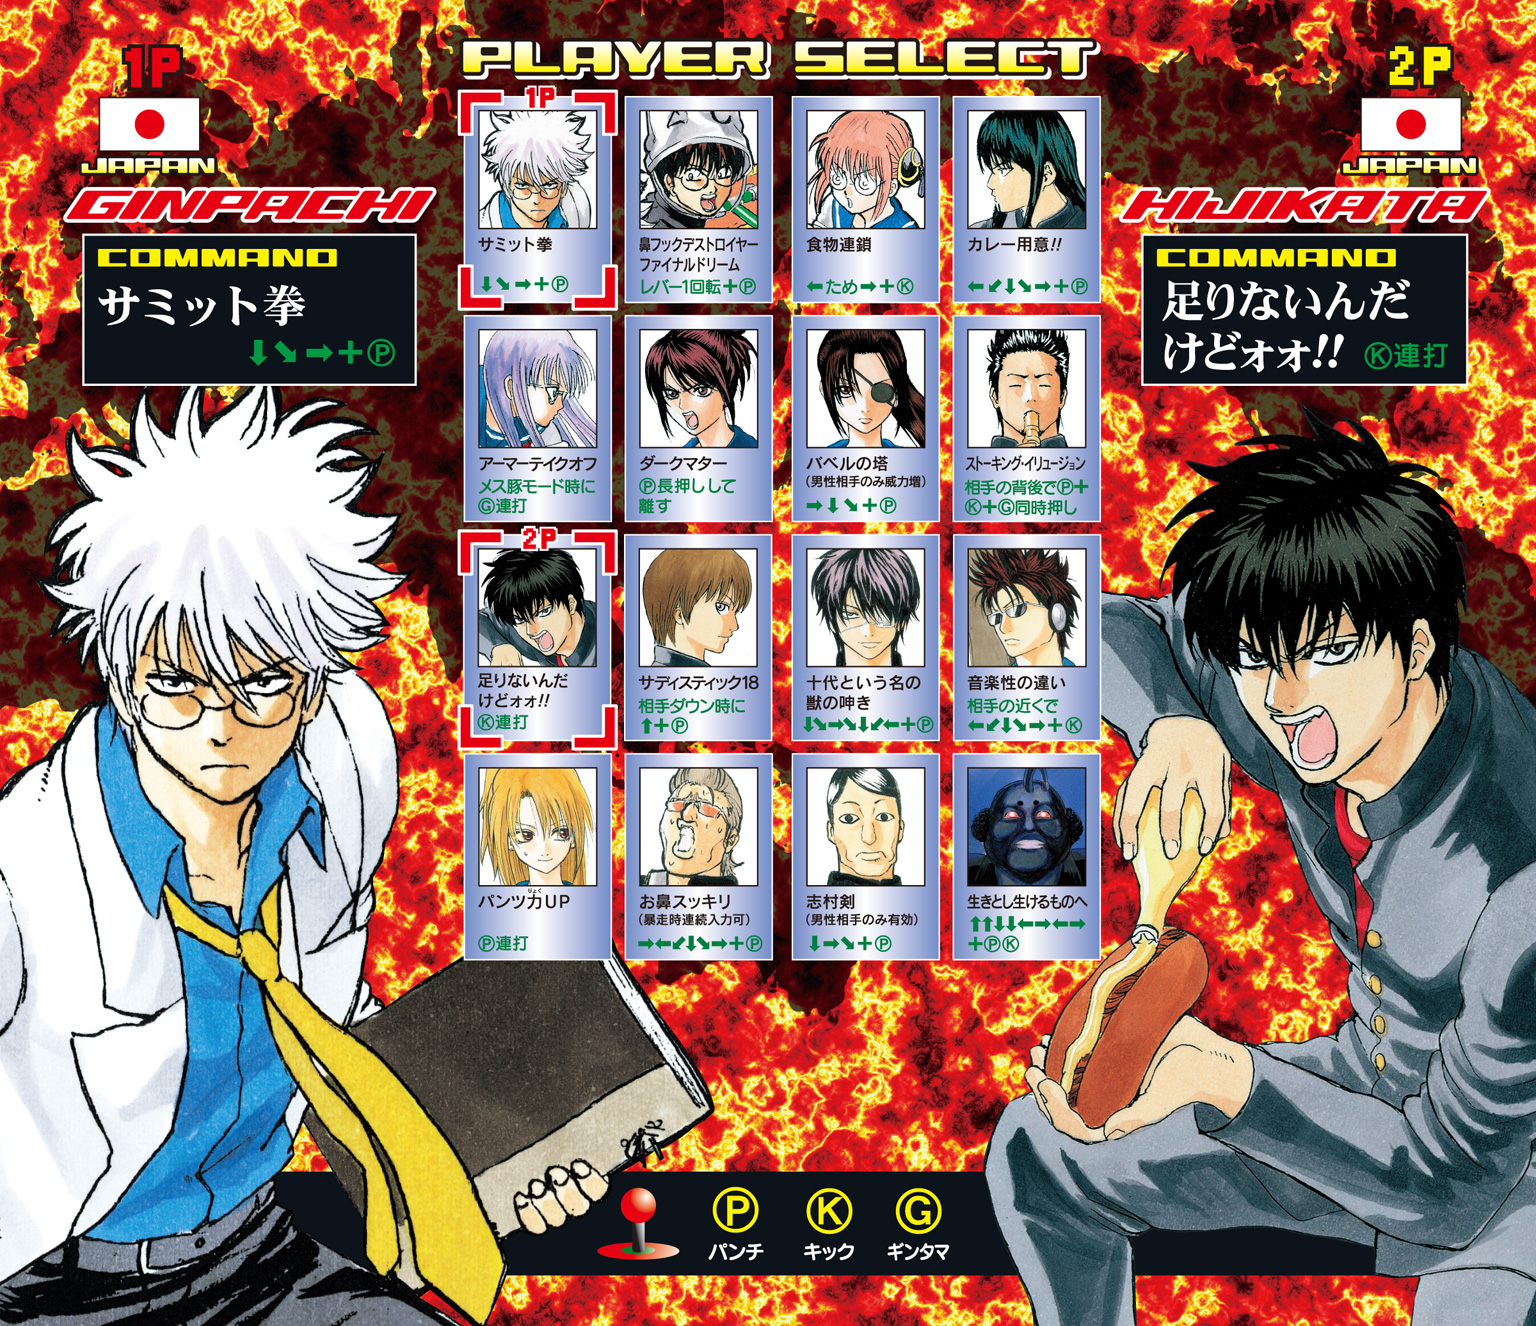 PLAYER SELECT
1P
JAPAN
GINPACHI
COMMAND
サミット拳
⬇⬊➡+Ⓟ
2P
JAPAN
HIJIKATA
COMMAND
足りないんだ
けどォォ!!
Ⓚ連打
1P
サミット拳
⬇⬊➡+Ⓟ
鼻フックデストロイヤー
ファイナルドリーム
レバー1回転+Ⓟ
食物連鎖
⬅ため➡+Ⓚ
カレー用意!!
⬅⬋⬇⬊➡+Ⓟ
アーマーテイクオフ
メス豚モード時に
Ⓖ連打
ダークマター
Ⓟ長押しして
離す
バベルの塔
(男性相手のみ威力増)
➡⬇⬊+Ⓟ
ストーキング・イリュージョン
相手の背後でⓅ+
Ⓚ+Ⓖ同時押し
2P
足りないんだ
けどォォ!!
Ⓚ連打
サディスティック18
相手ダウン時に
⬆+Ⓟ
十代という名の
獣の呻き
⬇⬊➡⬊⬇⬋⬅+Ⓟ
音楽性の違い
相手の近くで
⬅⬋⬇⬊➡+Ⓚ
りょく
パンツ力UP
Ⓟ連打
お鼻スッキリ
(暴走時連続入力可)
➡⬅⬋⬇⬊➡+Ⓟ
志村剣
(男性相手のみ有効)
⬇➡⬊+Ⓟ
生きとし生けるものへ
⬆⬆⬇⬇⬅➡⬅➡
+ⓅⓀ
Ⓟ Ⓚ Ⓖ
パンチ キック ギンタマ